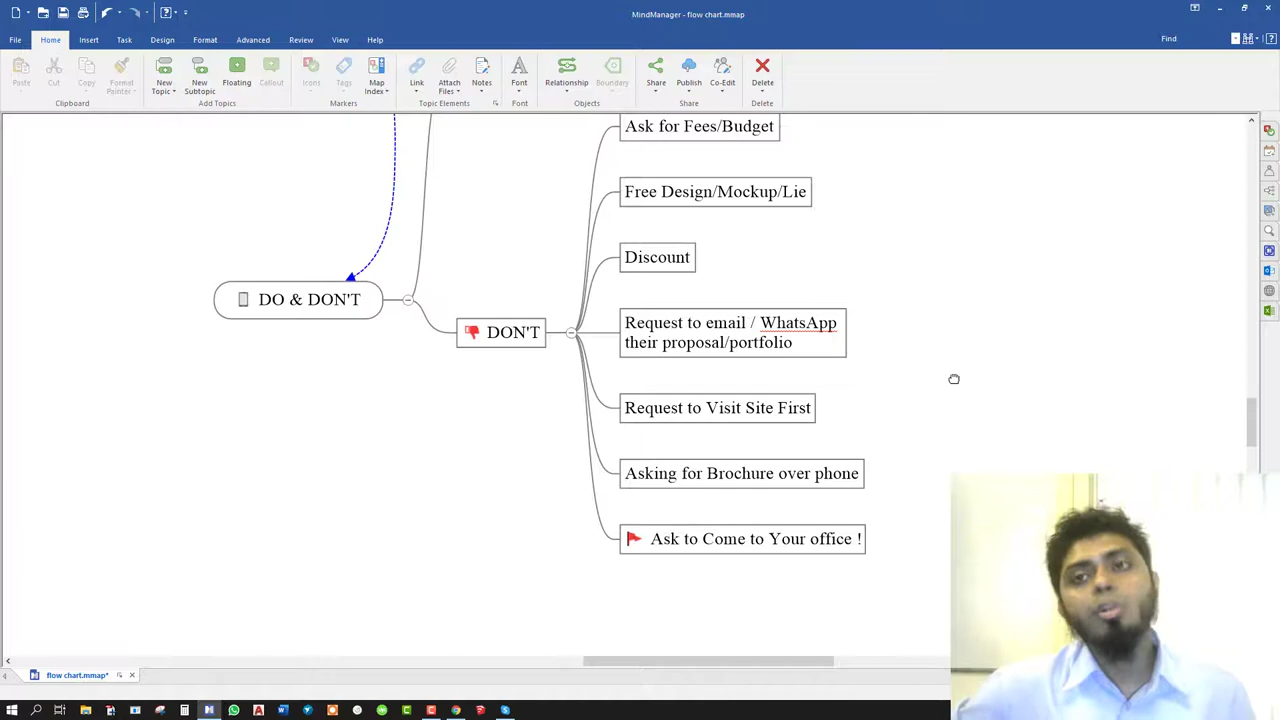 MindManager - flow chart.mmap
File Home Insert Task Design Format Advanced Review View Help Find
Paste Cut Copy Format Painter New Topic New Subtopic Floating Callout Icons Tags Map Index Link Attach Files Notes Font Relationship Boundary Share Publish Co-Edit Delete
Clipboard Add Topics Markers Topic Elements Font Objects Share Delete
Ask for Fees/Budget
Free Design/Mockup/Lie
Discount
DO & DON'T
DON'T
Request to email / WhatsApp
their proposal/portfolio
Request to Visit Site First
Asking for Brochure over phone
Ask to Come to Your office !
flow chart.mmap*